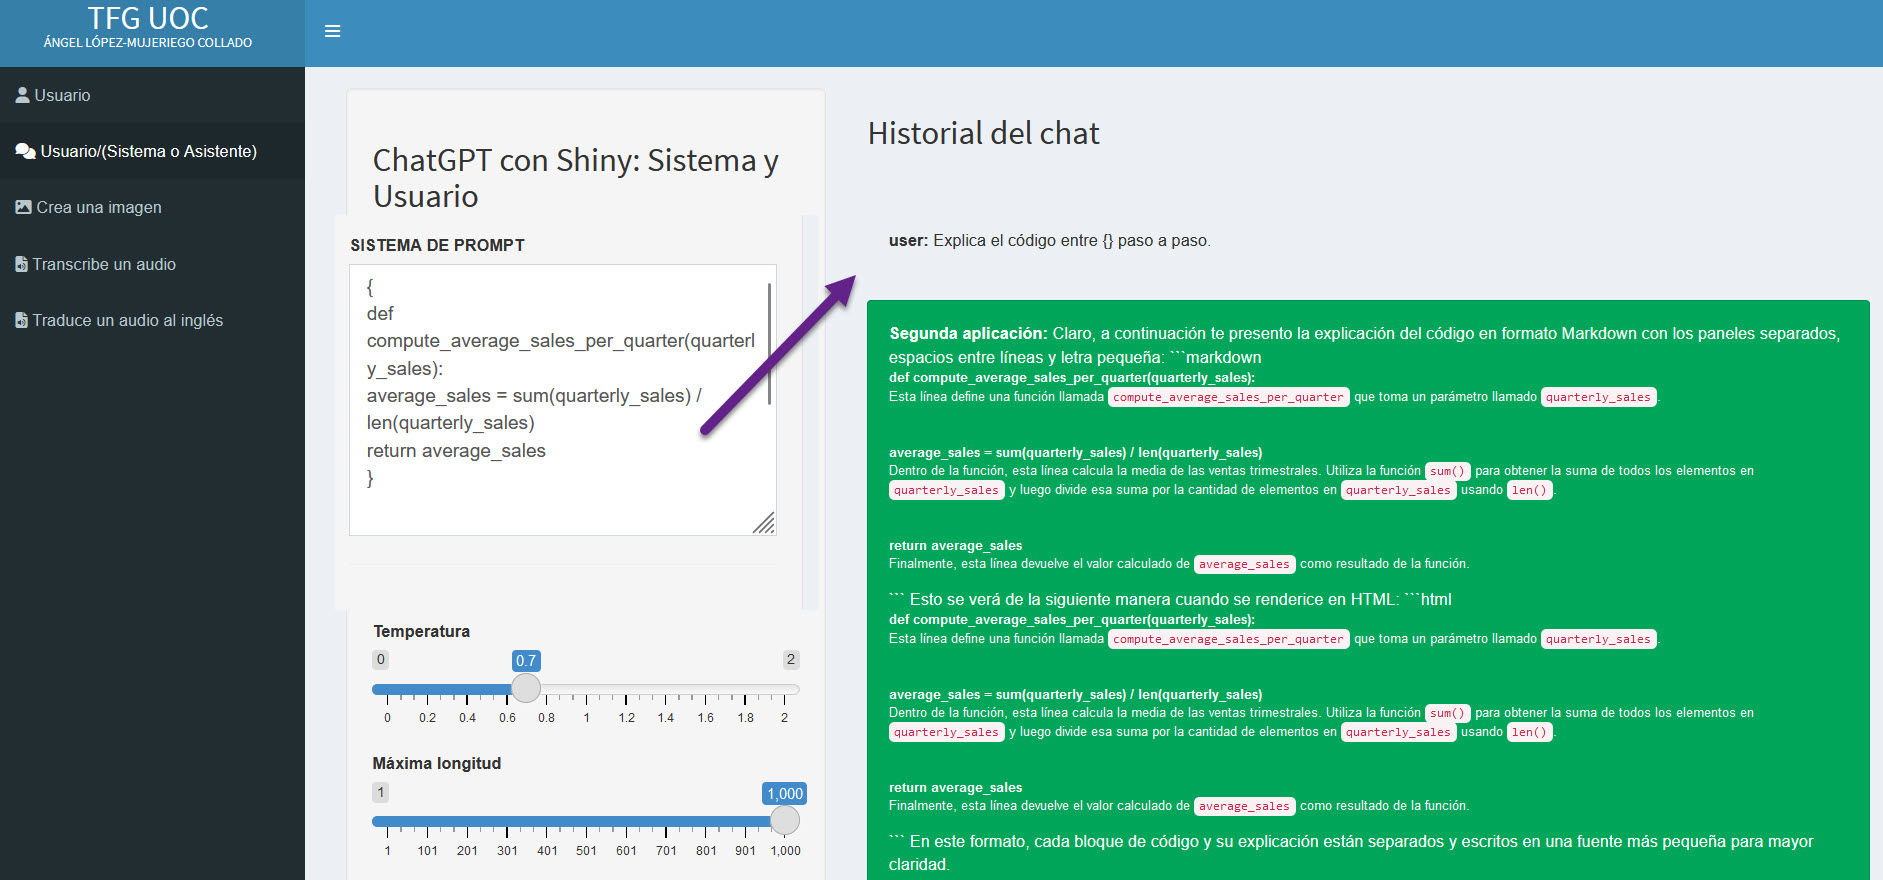 TFG UOC
ÁNGEL LÓPEZ-MUJERIEGO COLLADO
Usuario
Usuario/(Sistema o Asistente)
Crea una imagen
Transcribe un audio
Traduce un audio al inglés
ChatGPT con Shiny: Sistema y
Usuario
SISTEMA DE PROMPT
{
def
compute_average_sales_per_quarter(quarterl
y_sales):
average_sales = sum(quarterly_sales) /
len(quarterly_sales)
return average_sales
}
Temperatura
0 0.7 2
0 0.2 0.4 0.6 0.8 1 1.2 1.4 1.6 1.8 2
Máxima longitud
1 1,000
1 101 201 301 401 501 601 701 801 901 1,000
Historial del chat
user: Explica el código entre {} paso a paso.
Segunda aplicación: Claro, a continuación te presento la explicación del código en formato Markdown con los paneles separados,
espacios entre líneas y letra pequeña: ```markdown
def compute_average_sales_per_quarter(quarterly_sales):
Esta línea define una función llamada compute_average_sales_per_quarter que toma un parámetro llamado quarterly_sales.
average_sales = sum(quarterly_sales) / len(quarterly_sales)
Dentro de la función, esta línea calcula la media de las ventas trimestrales. Utiliza la función sum() para obtener la suma de todos los elementos en
quarterly_sales y luego divide esa suma por la cantidad de elementos en quarterly_sales usando len().
return average_sales
Finalmente, esta línea devuelve el valor calculado de average_sales como resultado de la función.
``` Esto se verá de la siguiente manera cuando se renderice en HTML: ```html
def compute_average_sales_per_quarter(quarterly_sales):
Esta línea define una función llamada compute_average_sales_per_quarter que toma un parámetro llamado quarterly_sales.
average_sales = sum(quarterly_sales) / len(quarterly_sales)
Dentro de la función, esta línea calcula la media de las ventas trimestrales. Utiliza la función sum() para obtener la suma de todos los elementos en
quarterly_sales y luego divide esa suma por la cantidad de elementos en quarterly_sales usando len().
return average_sales
Finalmente, esta línea devuelve el valor calculado de average_sales como resultado de la función.
``` En este formato, cada bloque de código y su explicación están separados y escritos en una fuente más pequeña para mayor
claridad.